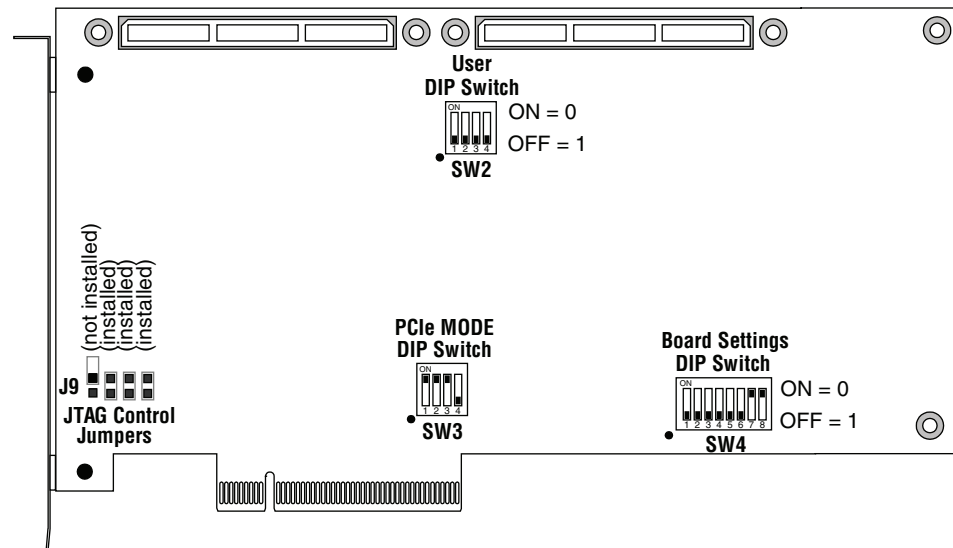 User
DIP Switch
ON
ON = 0
OFF = 1
1 2 3 4
SW2
(not installed)
(installed)
(installed)
(installed)
J9
JTAG Control
Jumpers
PCIe MODE
DIP Switch
ON
1 2 3 4
SW3
Board Settings
DIP Switch
ON
ON = 0
OFF = 1
1 2 3 4 5 6 7 8
SW4